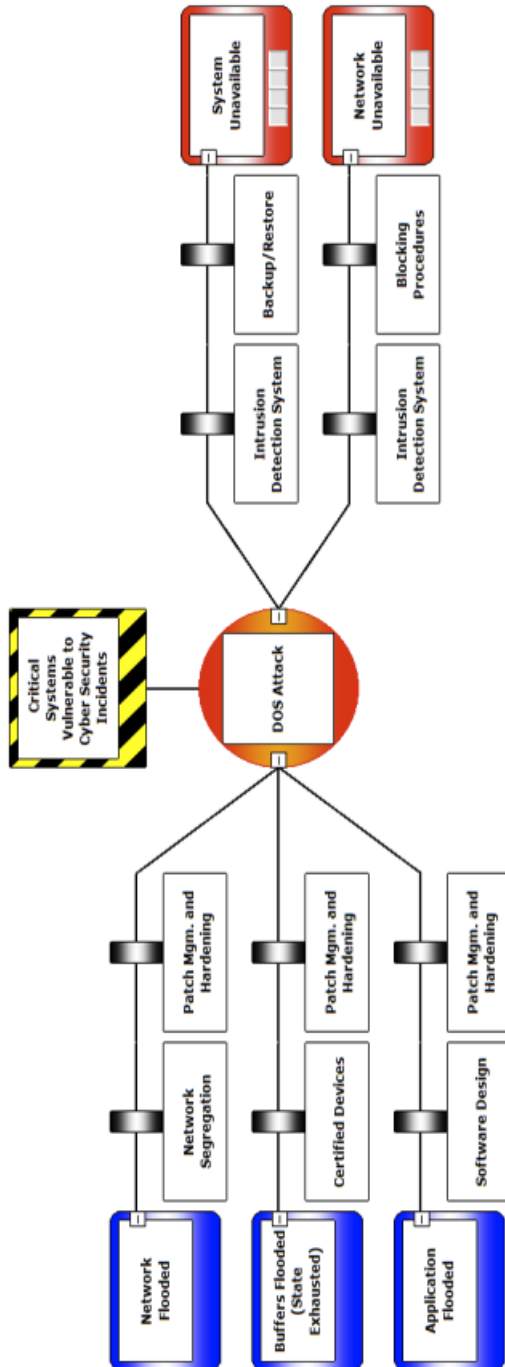 Critical
Systems
Vulnerable to
Cyber Security
Incidents
DOS Attack
Network
Flooded
Network
Segregation
Patch Mgm. and
Hardening
Buffers Flooded
(State
Exhausted)
Certified Devices
Patch Mgm. and
Hardening
Application
Flooded
Software Design
Patch Mgm. and
Hardening
Intrusion
Detection System
Backup/Restore
System
Unavailable
Intrusion
Detection System
Blocking
Procedures
Network
Unavailable